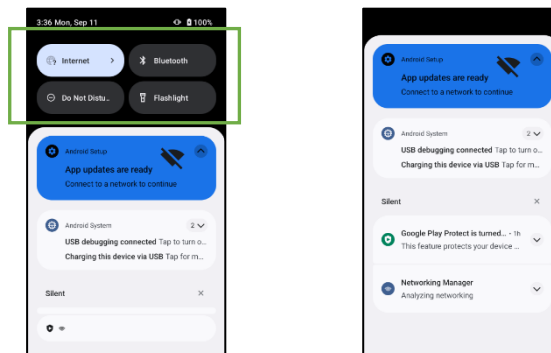 3:36 Mon, Sep 11
100%
Internet
Bluetooth
Do Not Distu..
Flashlight
Android Setup
App updates are ready
Connect to a network to continue
Android System
2
USB debugging connected Tap to turn o...
Charging this device via USB Tap for m...
Silent
Android Setup
App updates are ready
Connect to a network to continue
Android System
2
USB debugging connected Tap to turn o...
Charging this device via USB Tap for m...
Silent
Google Play Protect is turned... • 1h
This feature protects your device ...
Networking Manager
Analyzing networking